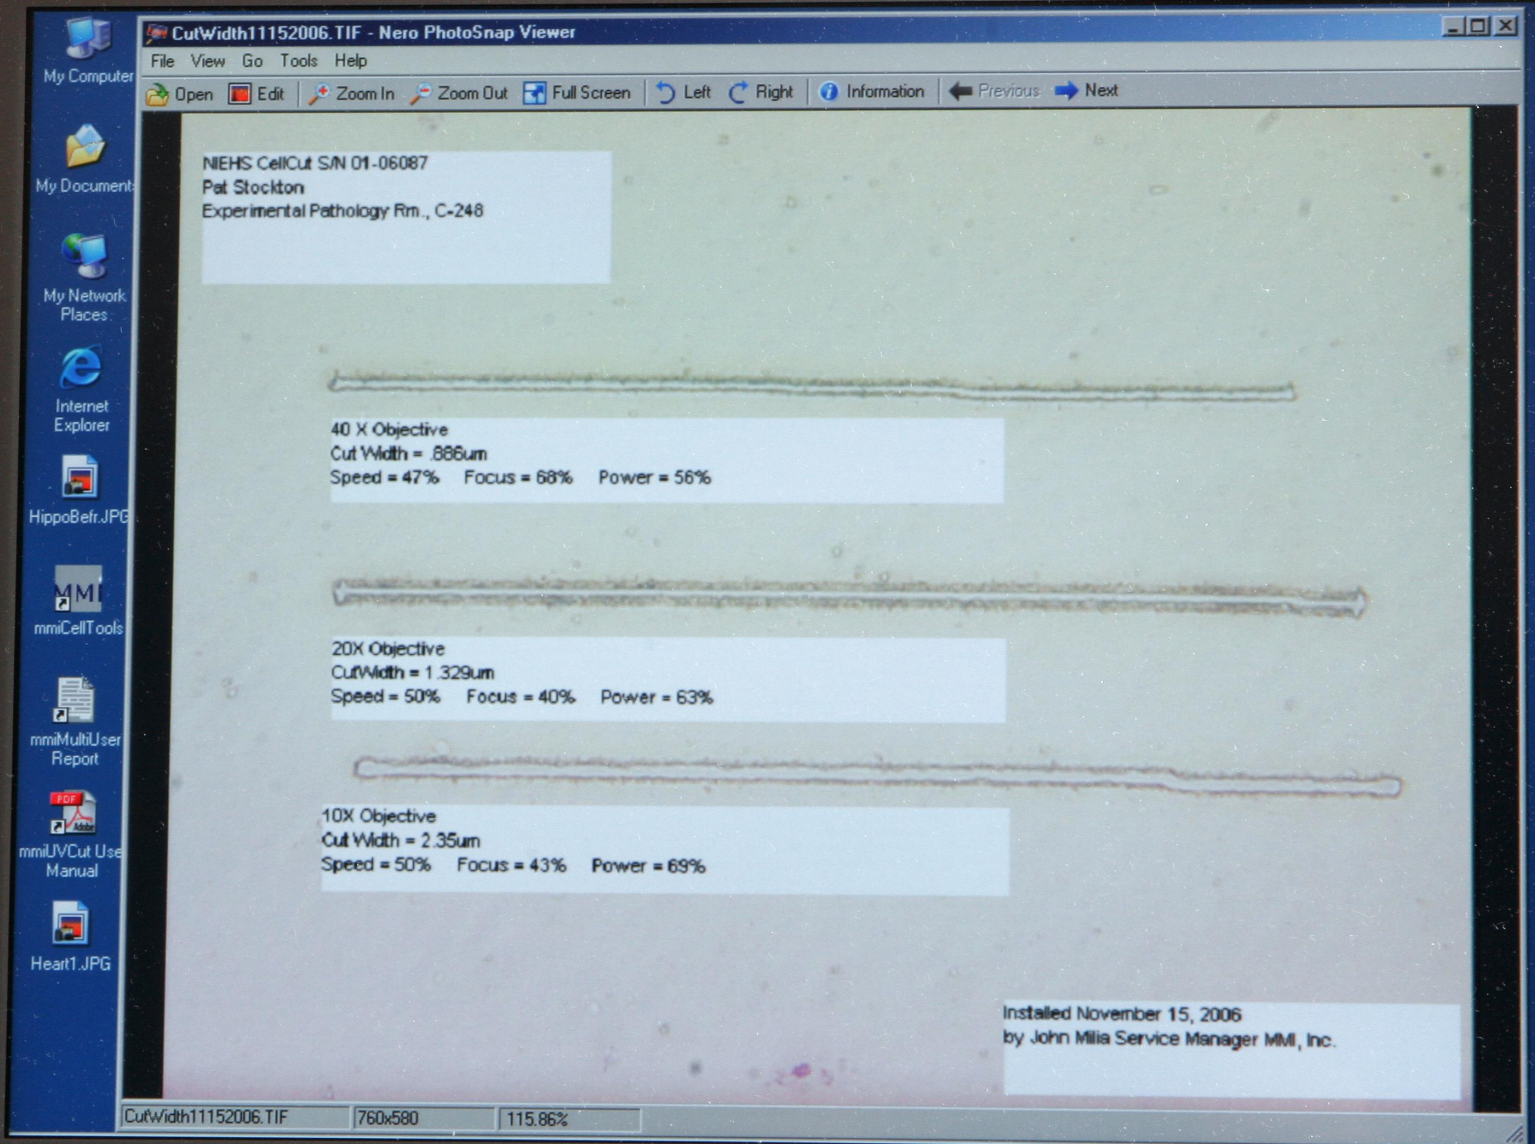 My Computer
My Documents
My Network
Places
Internet
Explorer
HippoBefr.JPG
MMI
mmiCellTools
mmiMultiUser
Report
PDF
Adobe
mmiUVCut Use
Manual
Heart1.JPG
CutWidth11152006.TIF - Nero PhotoSnap Viewer
File View Go Tools Help
Open Edit Zoom In Zoom Out Full Screen Left Right Information Previous Next
NIEHS CellCut S/N 01-06087
Pat Stockton
Experimental Pathology Rm., C-248
40 X Objective
Cut Width = .886um
Speed = 47% Focus = 68% Power = 56%
20X Objective
CutWidth = 1.329um
Speed = 50% Focus = 40% Power = 63%
10X Objective
Cut Width = 2.35um
Speed = 50% Focus = 43% Power = 69%
Installed November 15, 2006
by John Milia Service Manager MMI, Inc.
CutWidth11152006.TIF 760x580 115.86%